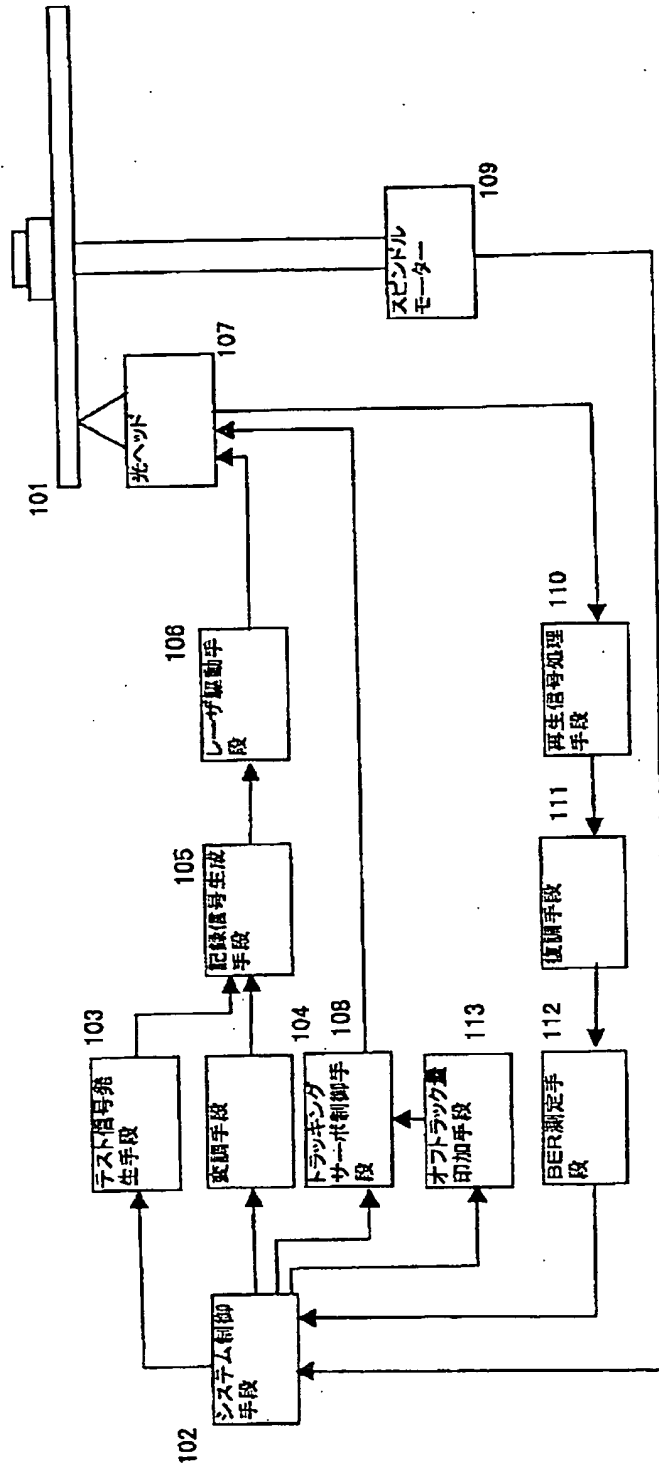 101
107
光ヘッド
109
スピンドル
モーター
106
レーザ駆動手
段
105
記録信号生成
手段
103
テスト信号発
生手段
104
変調手段
108
トラッキング
サーボ制御手
段
113
オフトラック量
印加手段
102
システム制御
手段
110
再生信号処理
手段
111
復調手段
112
BER測定手
段